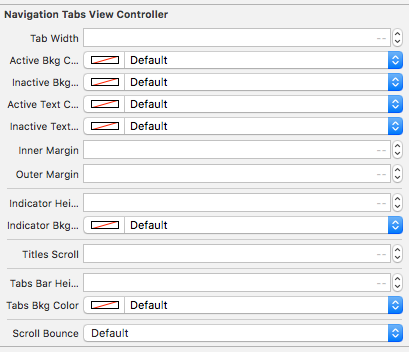 Navigation Tabs View Controller
Tab Width --
Active Bkg C... Default
Inactive Bkg... Default
Active Text C... Default
Inactive Text... Default
Inner Margin --
Outer Margin --
Indicator Hei... --
Indicator Bkg... Default
Titles Scroll --
Tabs Bar Hei... --
Tabs Bkg Color Default
Scroll Bounce Default